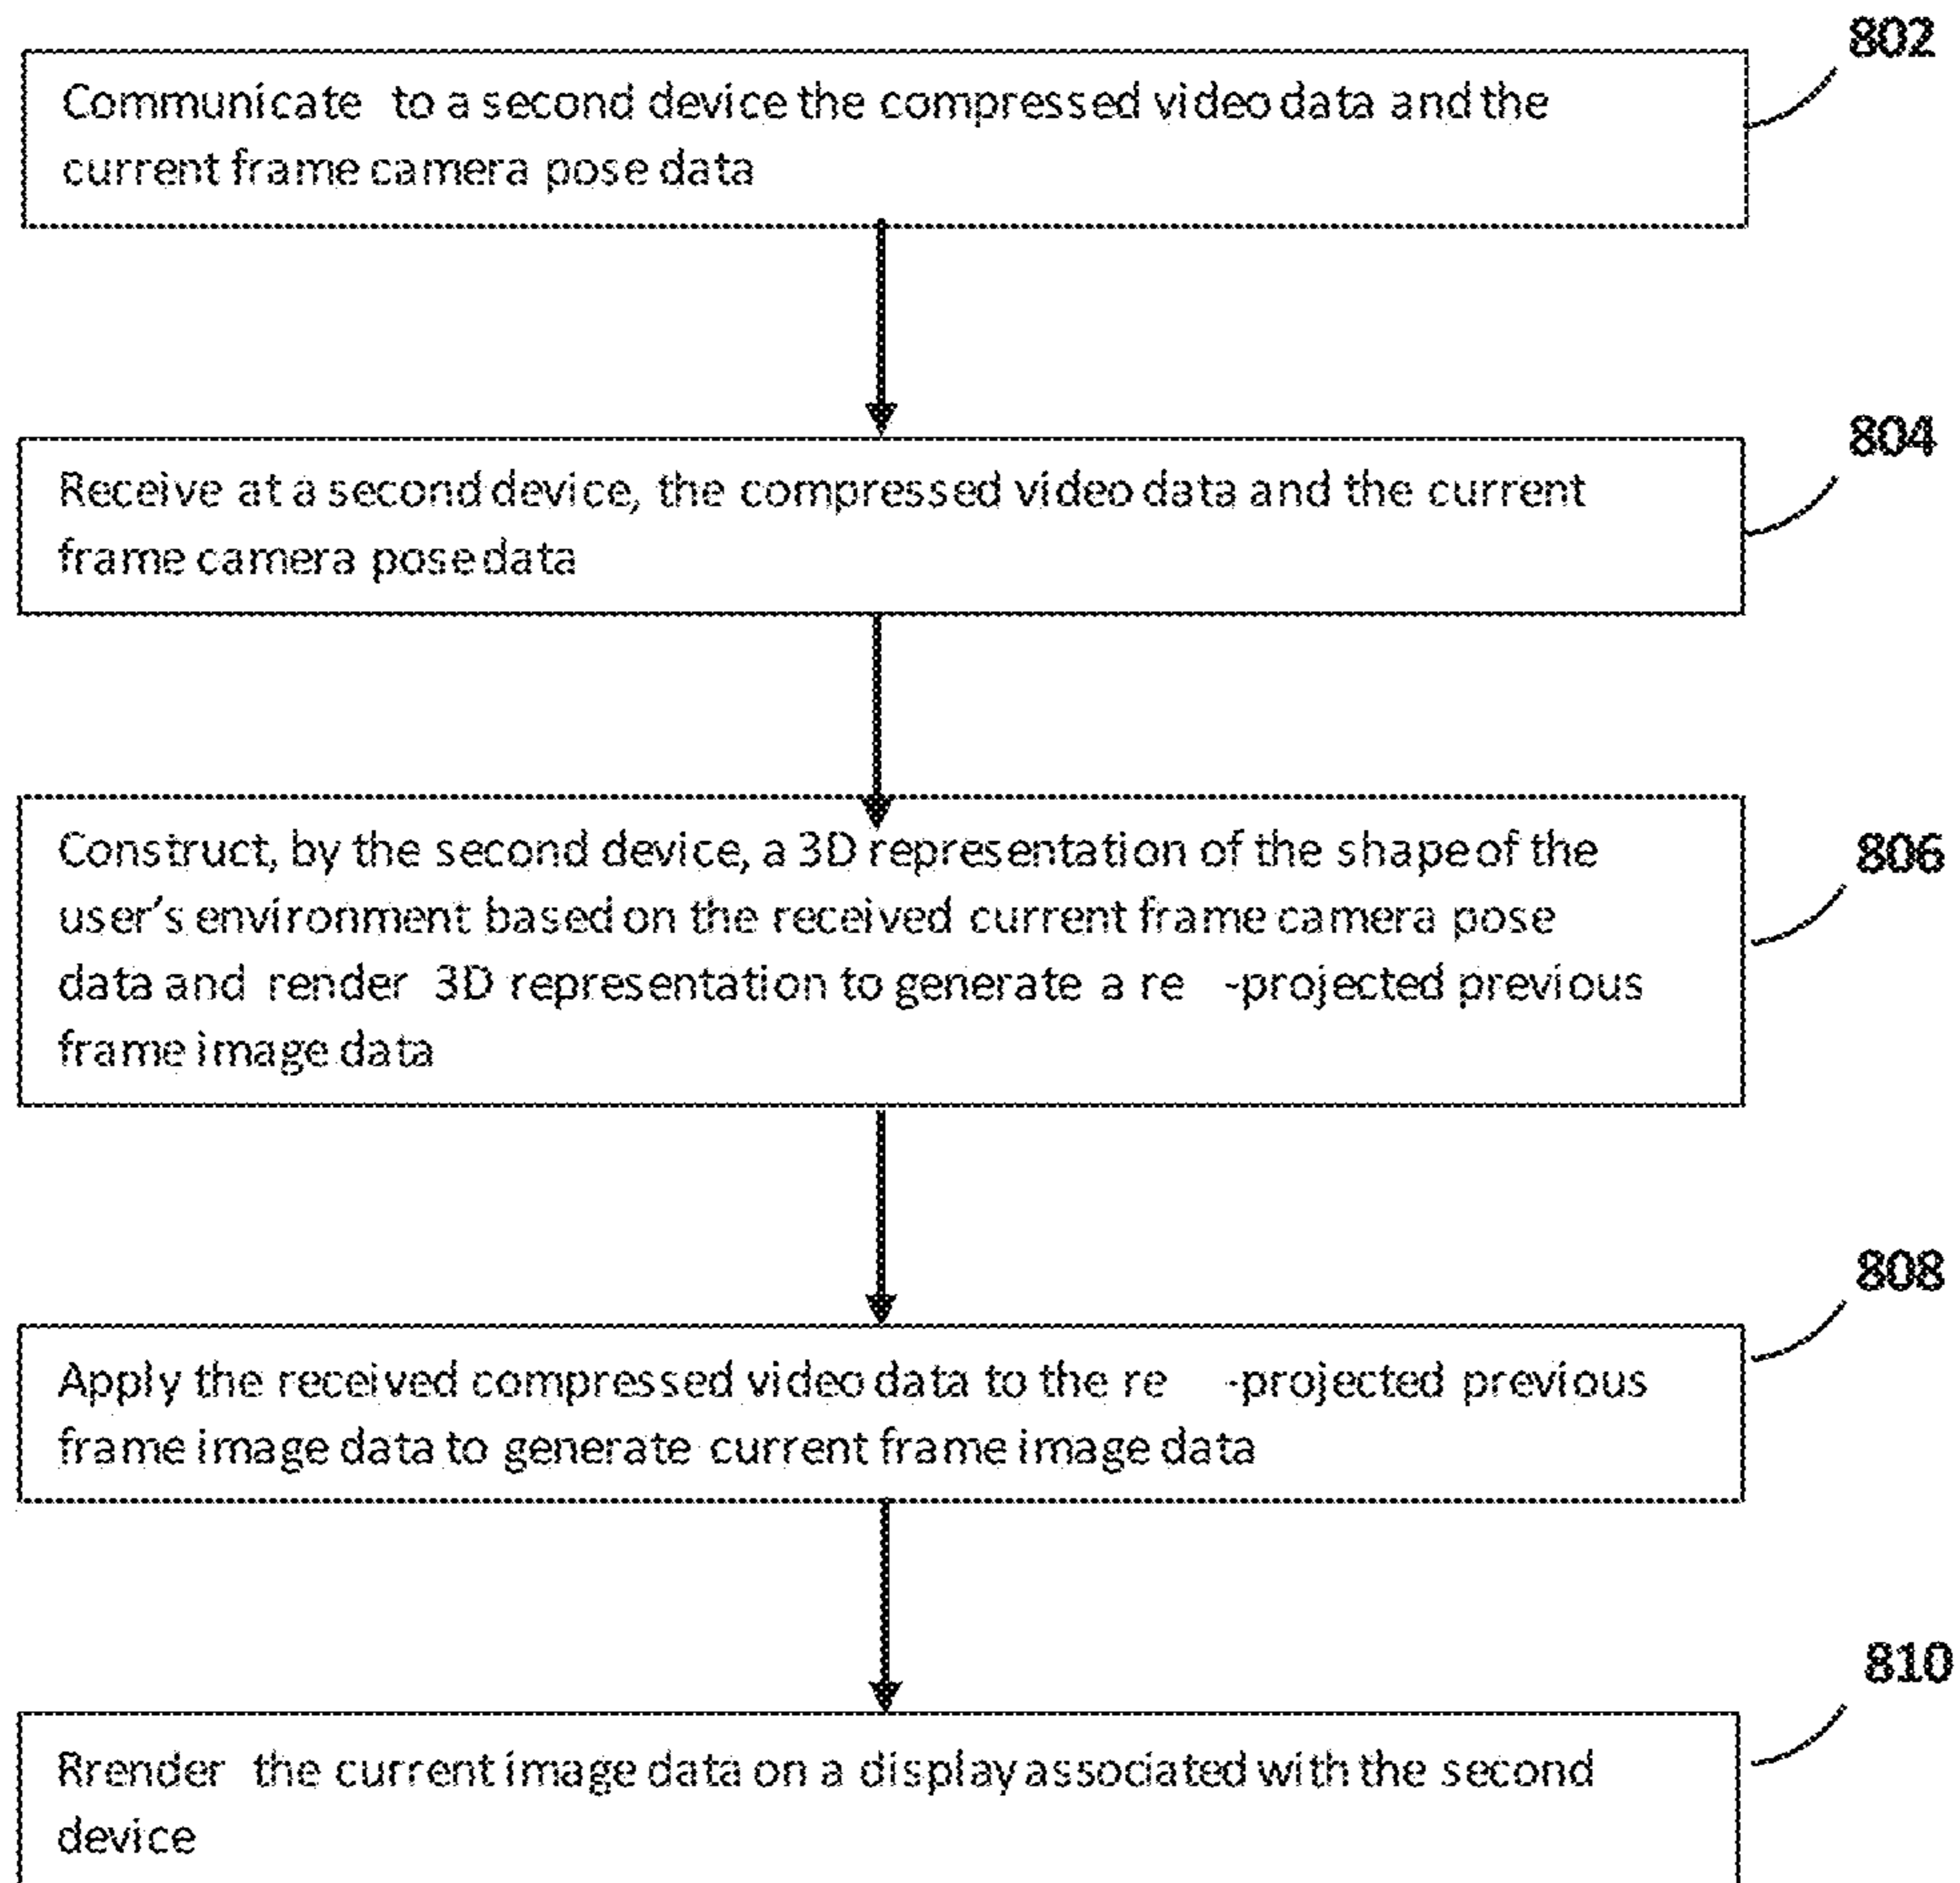 802
Communicate to a second device the compressed video data and the
current frame camera pose data
804
Receive at a second device, the compressed video data and the current
frame camera pose data
Construct, by the second device, a 3D representation of the shape of the
806
user's environment based on the received current frame camera pose
data and render 3D representation to generate a re -projected previous
frame image data
808
Apply the received compressed video data to the re -projected previous
frame image data to generate current frame image data
810
Rrender the current image data on a display associated with the second
device